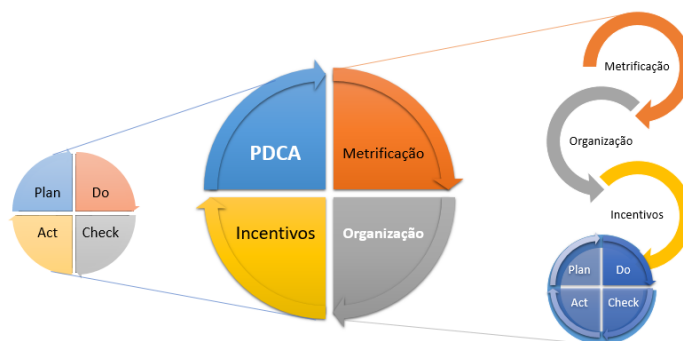 Plan
Do
Act
Check
PDCA
Metrificação
Incentivos
Organização
Metrificação
Organização
Incentivos
Plan
Do
Act
Check